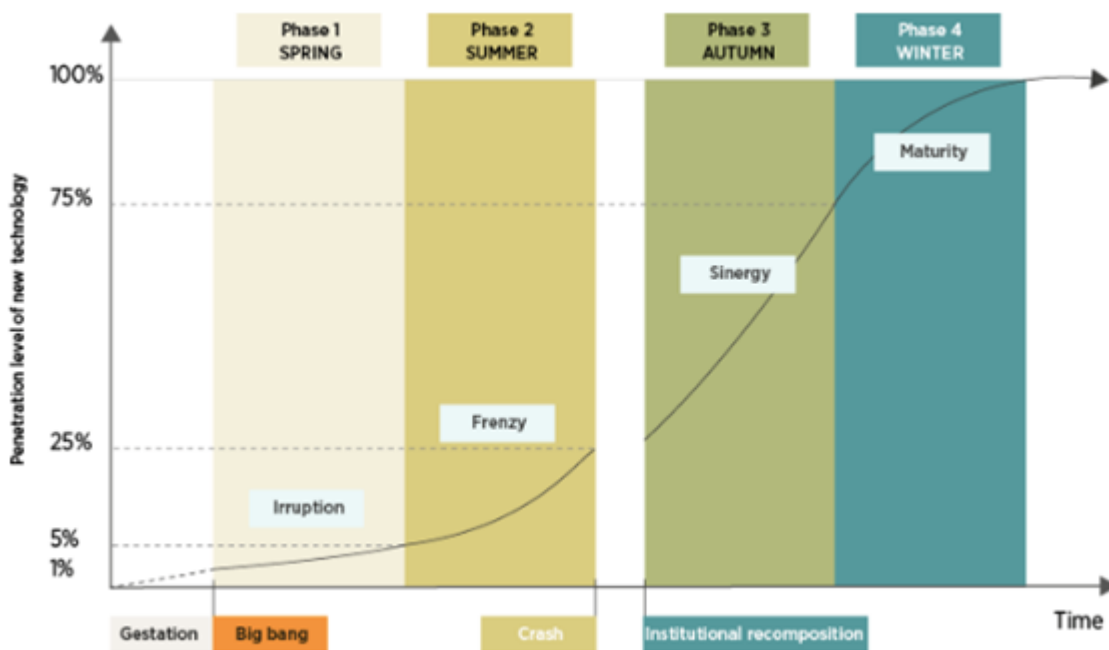 Phase 1
SPRING
Phase 2
SUMMER
Phase 3
AUTUMN
Phase 4
WINTER
100%
Maturity
75%
Sinergy
Penetration level of new technology
Frenzy
25%
Irruption
5%
1%
Time
Gestation
Big bang
Crash
Institutional recomposition